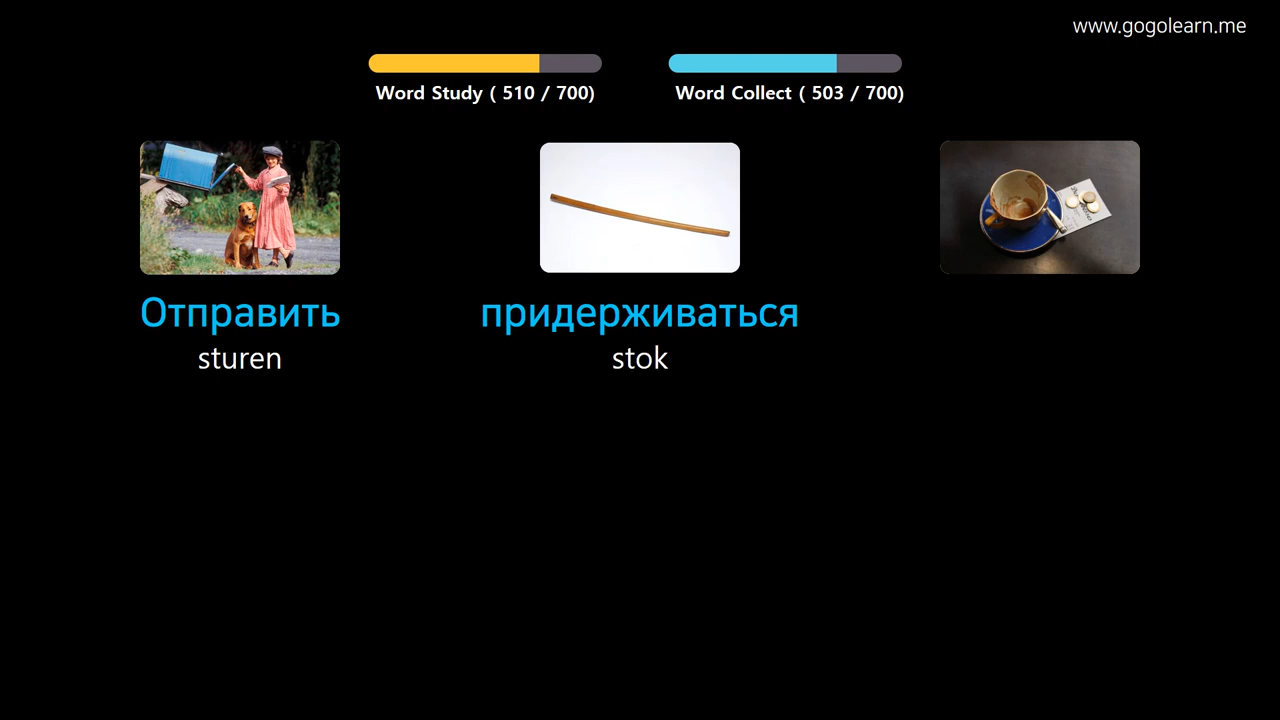 www.gogolearn.me
Word Study ( 510 / 700)
Word Collect ( 503 / 700)
Отправить
придерживаться
sturen
stok